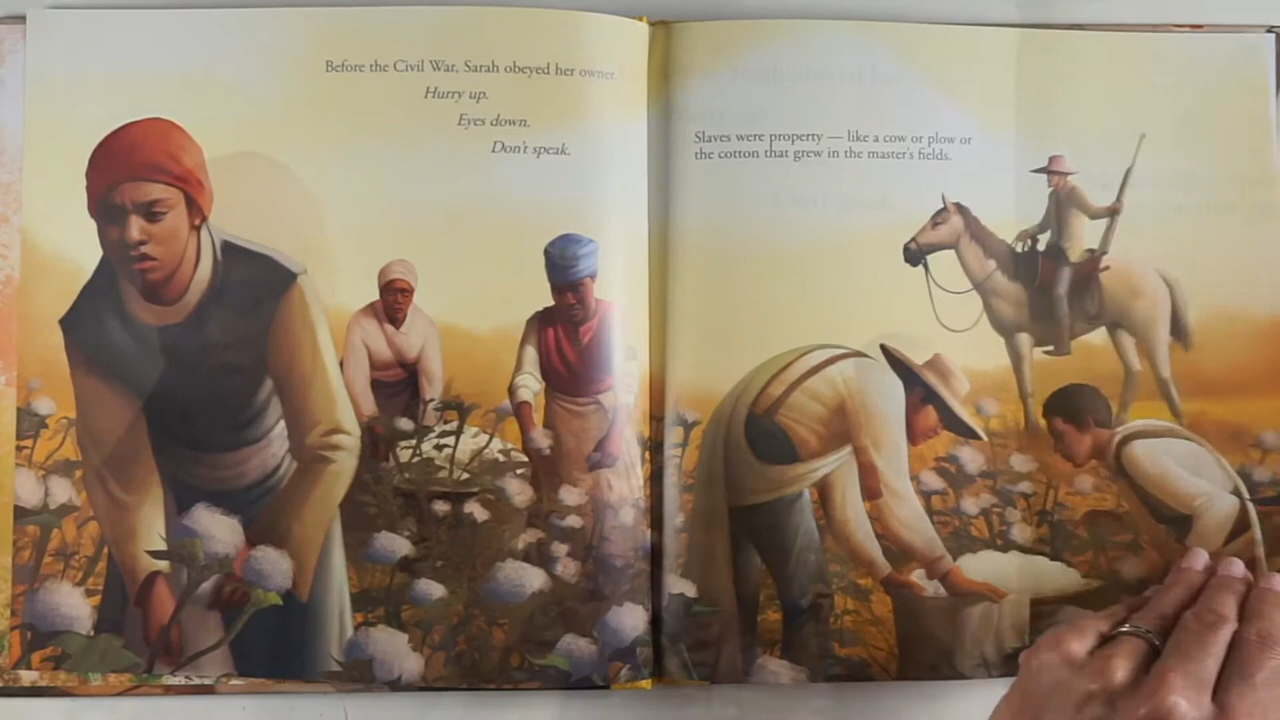 Before the Civil War, Sarah obeyed her owner.
Hurry up.
Eyes down.
Don't speak.
Slaves were property — like a cow or plow or
the cotton that grew in the master's fields.